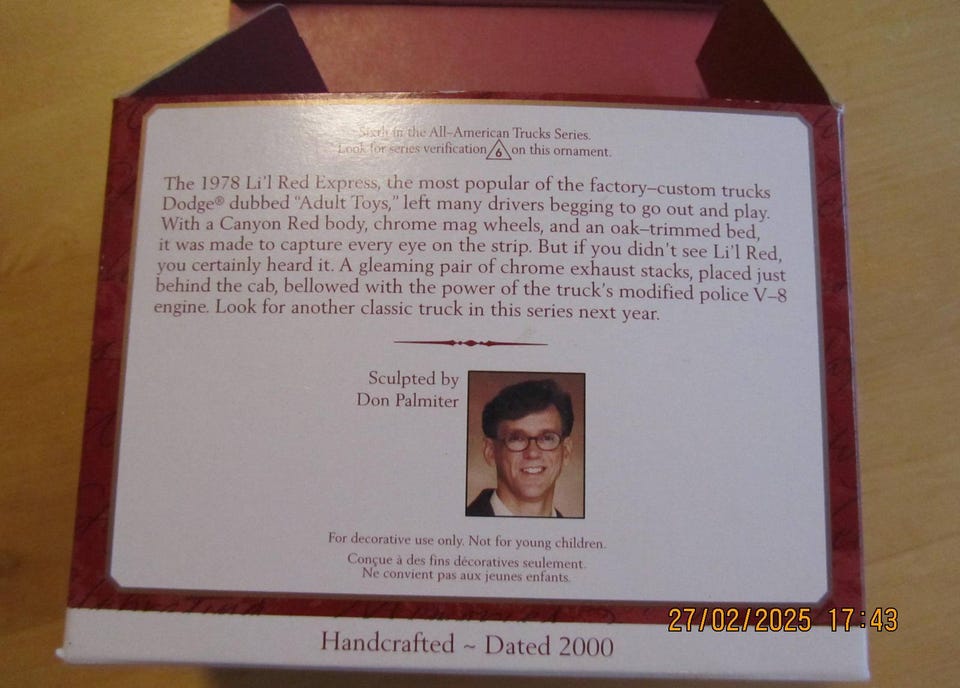 Sixth in the All–American Trucks Series.
Look for series verification 6 on this ornament.
The 1978 Li'l Red Express, the most popular of the factory–custom trucks
Dodge® dubbed "Adult Toys," left many drivers begging to go out and play.
With a Canyon Red body, chrome mag wheels, and an oak–trimmed bed,
it was made to capture every eye on the strip. But if you didn't see Li'l Red,
you certainly heard it. A gleaming pair of chrome exhaust stacks, placed just
behind the cab, bellowed with the power of the truck's modified police V–8
engine. Look for another classic truck in this series next year.
Sculpted by
Don Palmiter
For decorative use only. Not for young children.
Conçue à des fins décoratives seulement.
Ne convient pas aux jeunes enfants.
27/02/2025 17:43
Handcrafted ~ Dated 2000